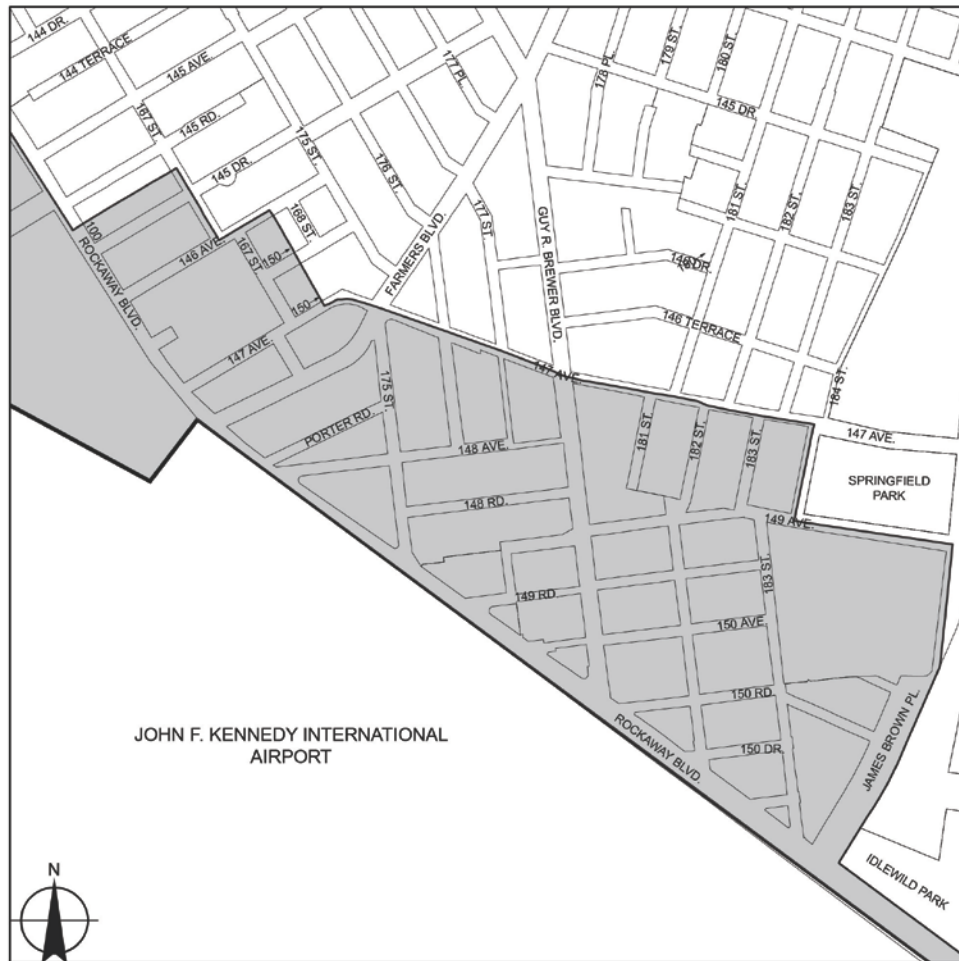 144 DR.
144 TERRACE
145 AVE.
167 ST.
145 RD.
145 DR.
175 ST.
176 ST.
177 PL.
178 PL.
179 ST.
180 ST.
145 DR.
181 ST.
182 ST.
183 ST.
168 ST.
FARMERS BLVD.
177 ST.
GUY R. BREWER BLVD.
146 DR.
146 TERRACE
184 ST.
100
ROCKAWAY BLVD.
146 AVE.
167 ST.
150
150
147 AVE.
147 AVE.
147 AVE.
175 ST.
PORTER RD.
148 AVE.
148 RD.
181 ST.
182 ST.
183 ST.
SPRINGFIELD
PARK
149 AVE.
183 ST.
149 RD.
150 AVE.
150 RD.
150 DR.
ROCKAWAY BLVD.
JAMES BROWN PL.
JOHN F. KENNEDY INTERNATIONAL
AIRPORT
IDLEWILD PARK
N